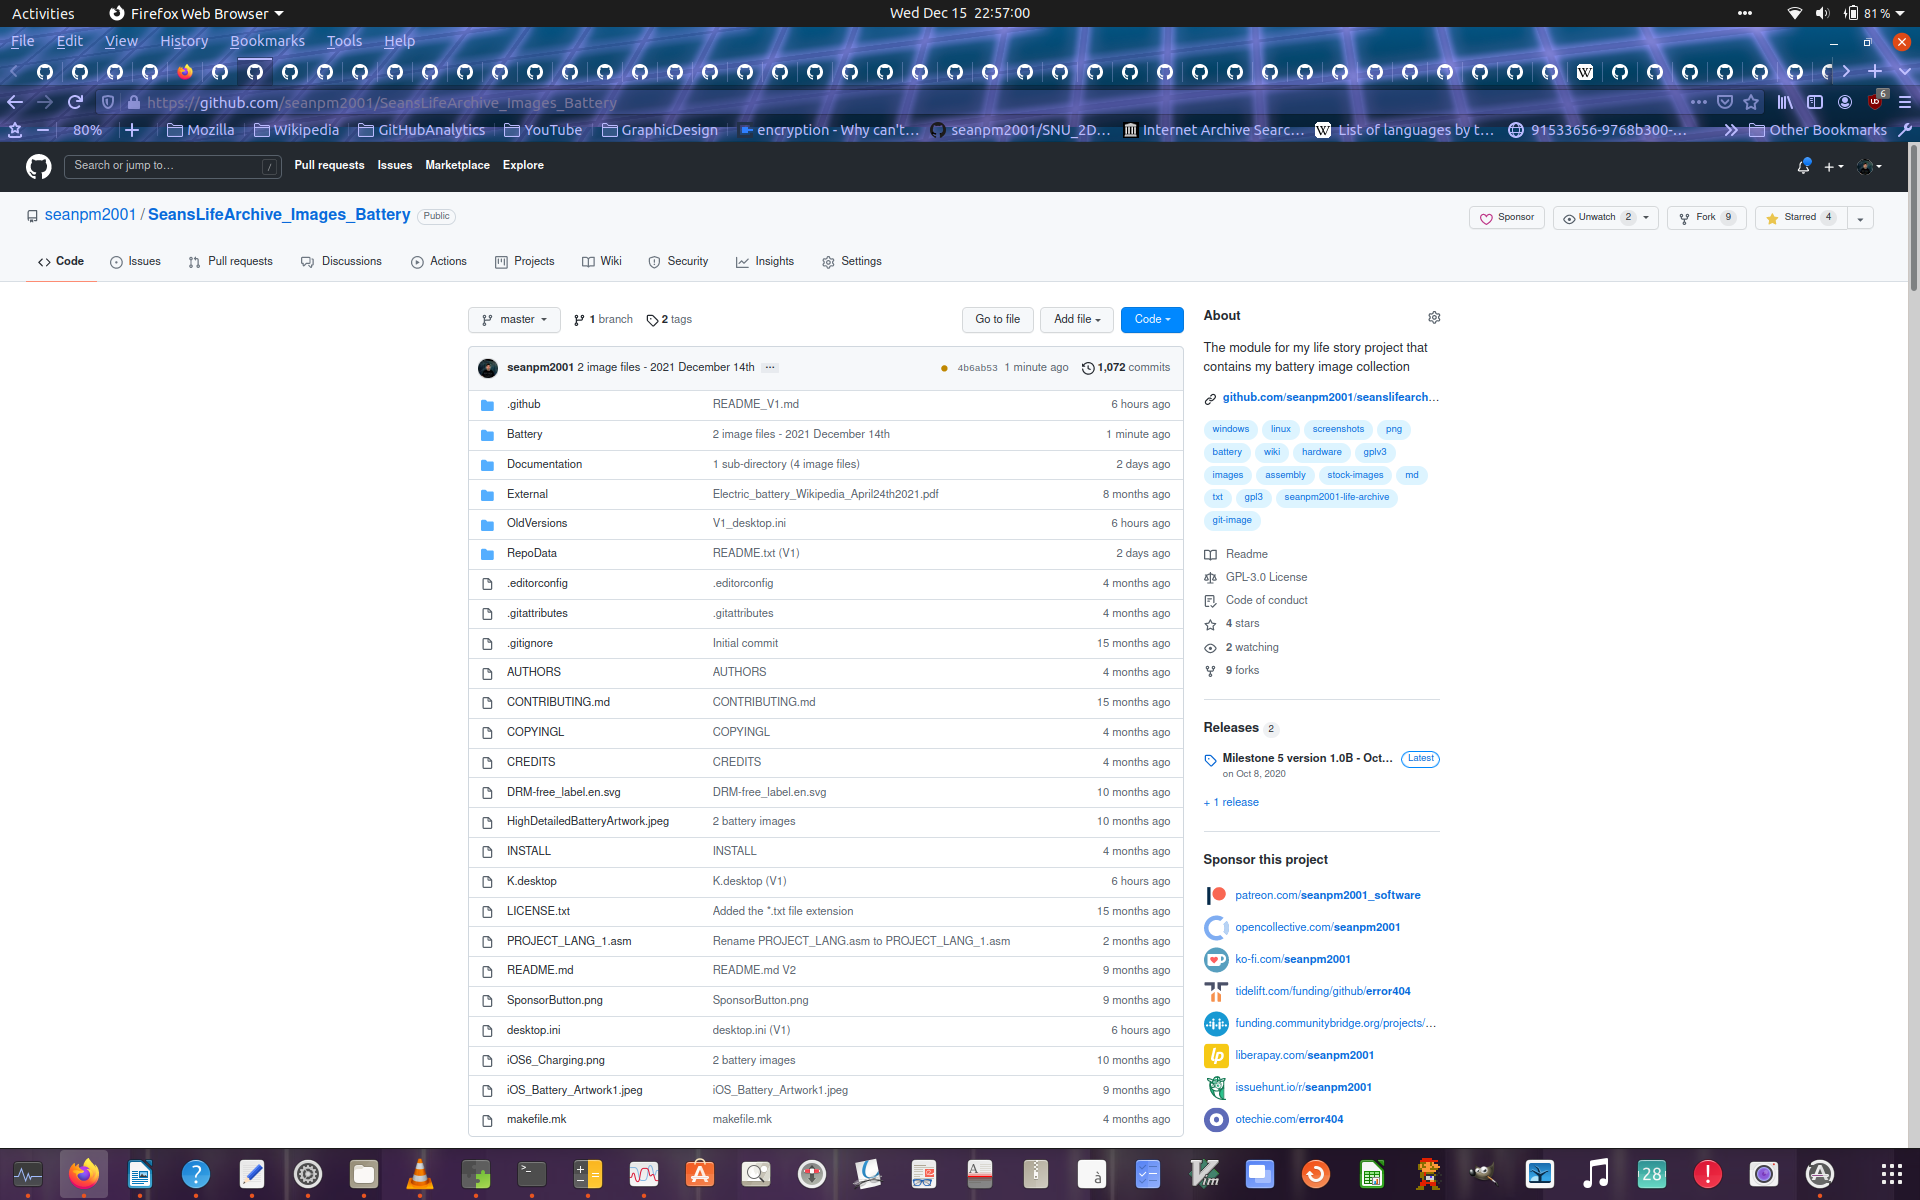 Activities Firefox Web Browser Wed Dec 15 22:57:00 81 %
File Edit View History Bookmarks Tools Help
https://github.com/seanpm2001/SeansLifeArchive_Images_Battery 6
80% Mozilla Wikipedia GitHubAnalytics YouTube GraphicDesign encryption - Why can't... seanpm2001/SNU_2D... Internet Archive Searc... List of languages by t... 91533656-9768b300-... Other Bookmarks
Search or jump to... / Pull requests Issues Marketplace Explore
seanpm2001 / SeansLifeArchive_Images_Battery Public
Sponsor Unwatch 2 Fork 9 Starred 4
Code Issues Pull requests Discussions Actions Projects Wiki Security Insights Settings
master 1 branch 2 tags Go to file Add file Code
seanpm2001 2 image files - 2021 December 14th ... 4b6ab53 1 minute ago 1,072 commits
.github README_V1.md 6 hours ago
Battery 2 image files - 2021 December 14th 1 minute ago
Documentation 1 sub-directory (4 image files) 2 days ago
External Electric_battery_Wikipedia_April24th2021.pdf 8 months ago
OldVersions V1_desktop.ini 6 hours ago
RepoData README.txt (V1) 2 days ago
.editorconfig .editorconfig 4 months ago
.gitattributes .gitattributes 4 months ago
.gitignore Initial commit 15 months ago
AUTHORS AUTHORS 4 months ago
CONTRIBUTING.md CONTRIBUTING.md 15 months ago
COPYINGL COPYINGL 4 months ago
CREDITS CREDITS 4 months ago
DRM-free_label.en.svg DRM-free_label.en.svg 10 months ago
HighDetailedBatteryArtwork.jpeg 2 battery images 10 months ago
INSTALL INSTALL 4 months ago
K.desktop K.desktop (V1) 6 hours ago
LICENSE.txt Added the *.txt file extension 15 months ago
PROJECT_LANG_1.asm Rename PROJECT_LANG.asm to PROJECT_LANG_1.asm 2 months ago
README.md README.md V2 9 months ago
SponsorButton.png SponsorButton.png 9 months ago
desktop.ini desktop.ini (V1) 6 hours ago
iOS6_Charging.png 2 battery images 10 months ago
iOS_Battery_Artwork1.jpeg iOS_Battery_Artwork1.jpeg 9 months ago
makefile.mk makefile.mk 4 months ago
About
The module for my life story project that
contains my battery image collection
github.com/seanpm2001/seanslifearch...
windows linux screenshots png
battery wiki hardware gplv3
images assembly stock-images md
txt gpl3 seanpm2001-life-archive
git-image
Readme
GPL-3.0 License
Code of conduct
4 stars
2 watching
9 forks
Releases 2
Milestone 5 version 1.0B - Oct... Latest
on Oct 8, 2020
+ 1 release
Sponsor this project
patreon.com/seanpm2001_software
opencollective.com/seanpm2001
ko-fi.com/seanpm2001
tidelift.com/funding/github/error404
funding.communitybridge.org/projects/...
liberapay.com/seanpm2001
issuehunt.io/r/seanpm2001
otechie.com/error404
28